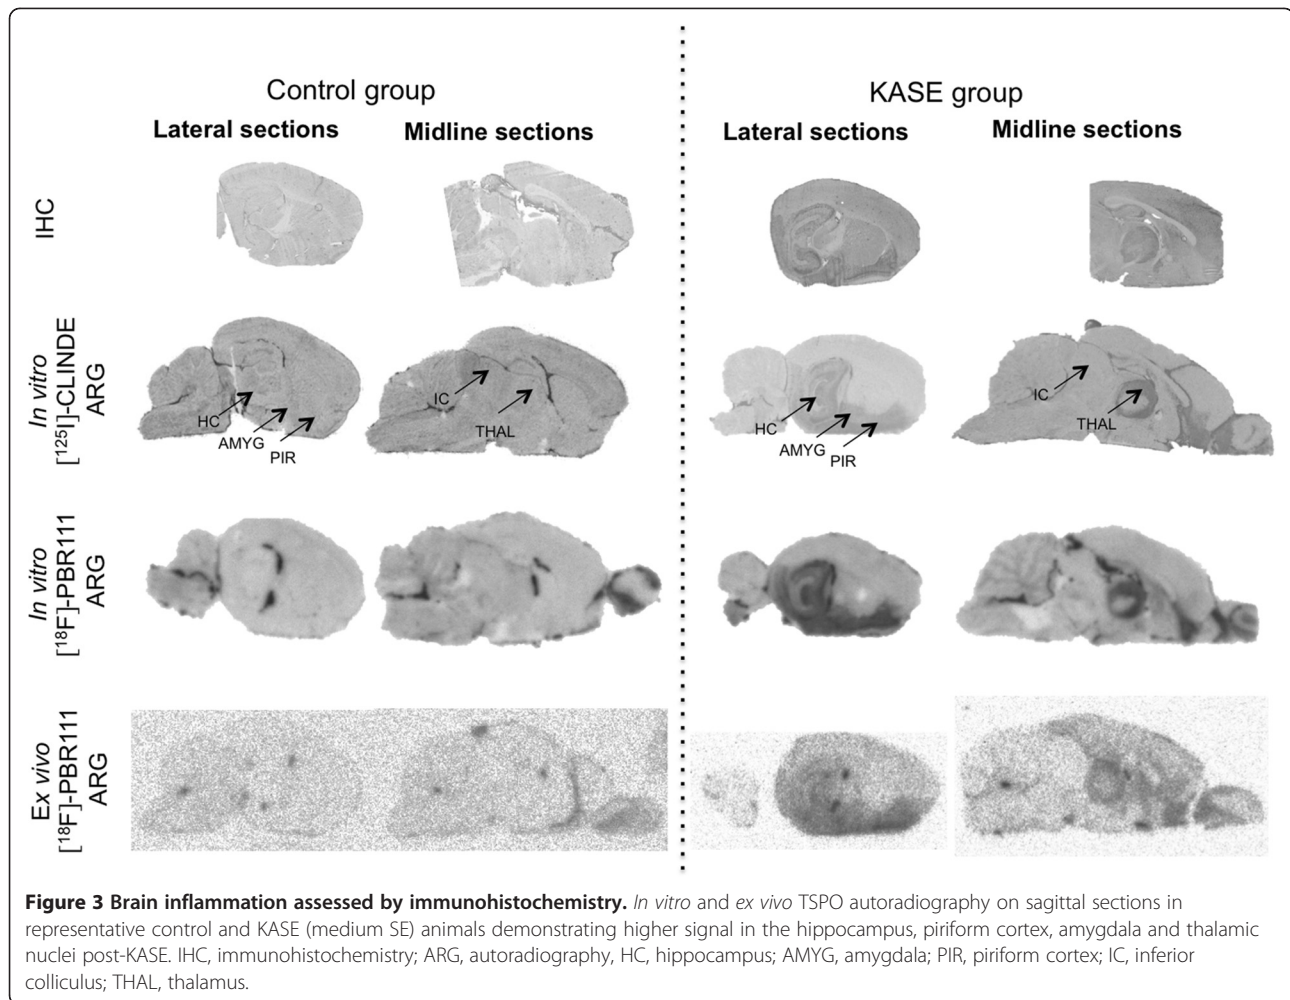 Control group
KASE group
Lateral sections
Midline sections
Lateral sections
Midline sections
IHC
In vitro
[125I]-CLINDE
ARG
HC
AMYG
PIR
IC
THAL
HC
AMYG
PIR
IC
THAL
In vitro
[18F]-PBR111
ARG
Ex vivo
[18F]-PBR111
ARG
Figure 3 Brain inflammation assessed by immunohistochemistry. In vitro and ex vivo TSPO autoradiography on sagittal sections in
representative control and KASE (medium SE) animals demonstrating higher signal in the hippocampus, piriform cortex, amygdala and thalamic
nuclei post-KASE. IHC, immunohistochemistry; ARG, autoradiography, HC, hippocampus; AMYG, amygdala; PIR, piriform cortex; IC, inferior
colliculus; THAL, thalamus.